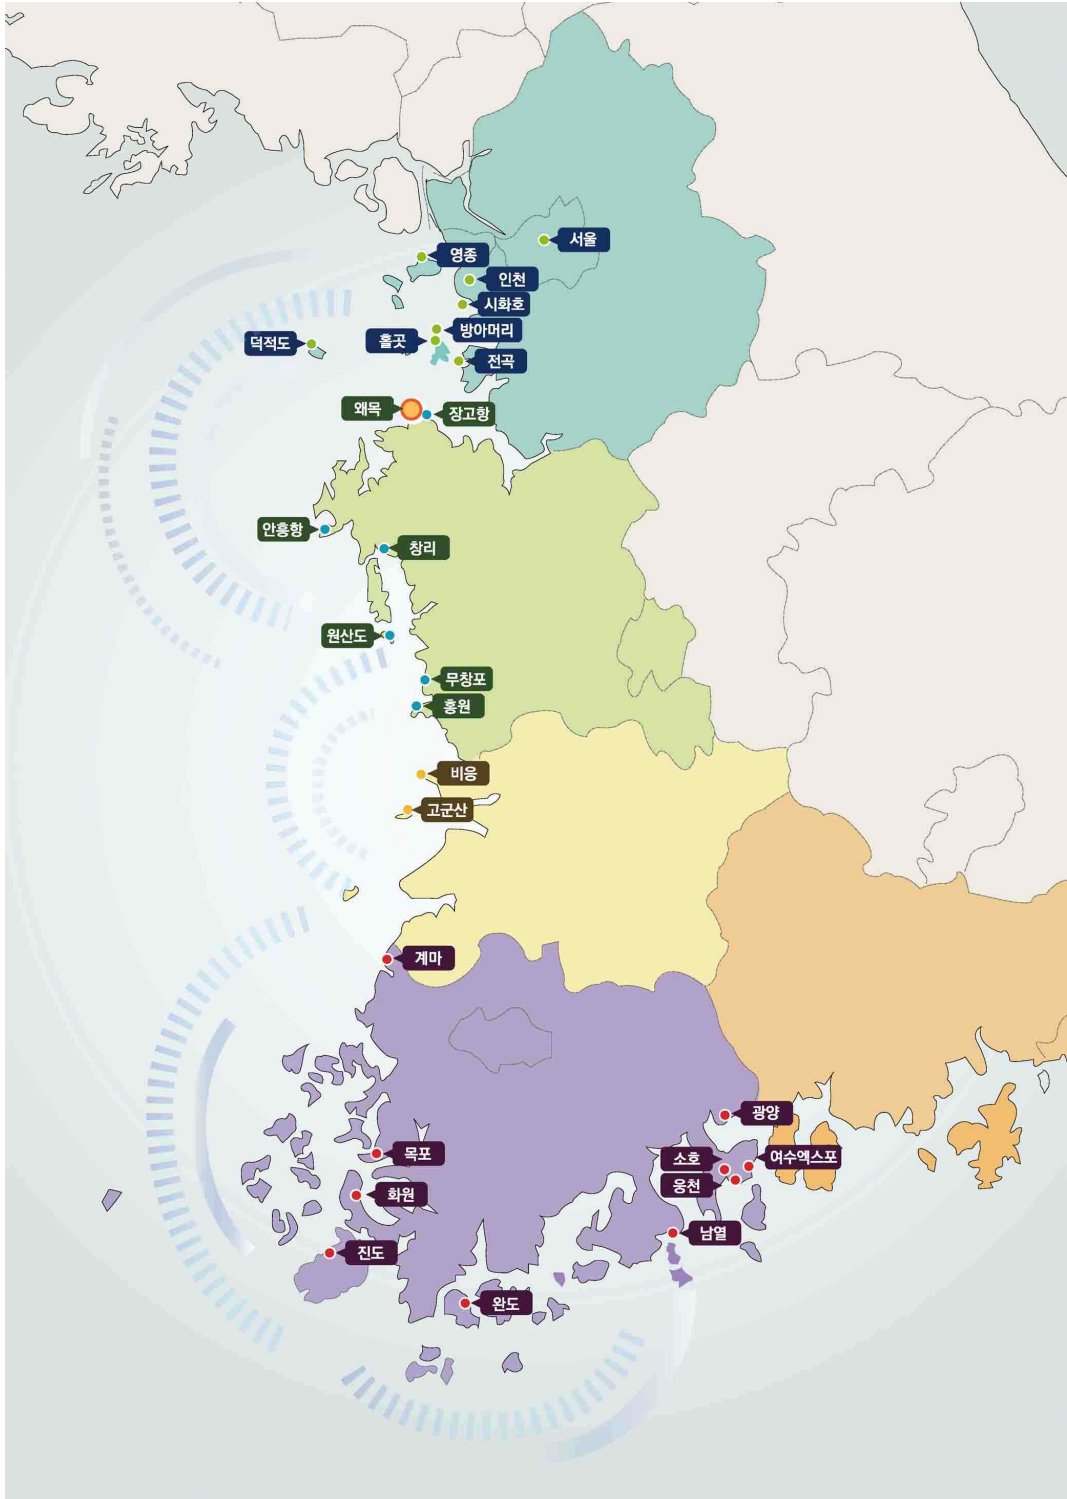 서울
영종
인천
시화호
방아머리
홀곳
덕적도
전곡
왜목
장고항
안흥항
창리
원산도
무창포
홍원
비응
고군산
계마
광양
목포
소호
여수엑스포
웅천
화원
남열
진도
완도